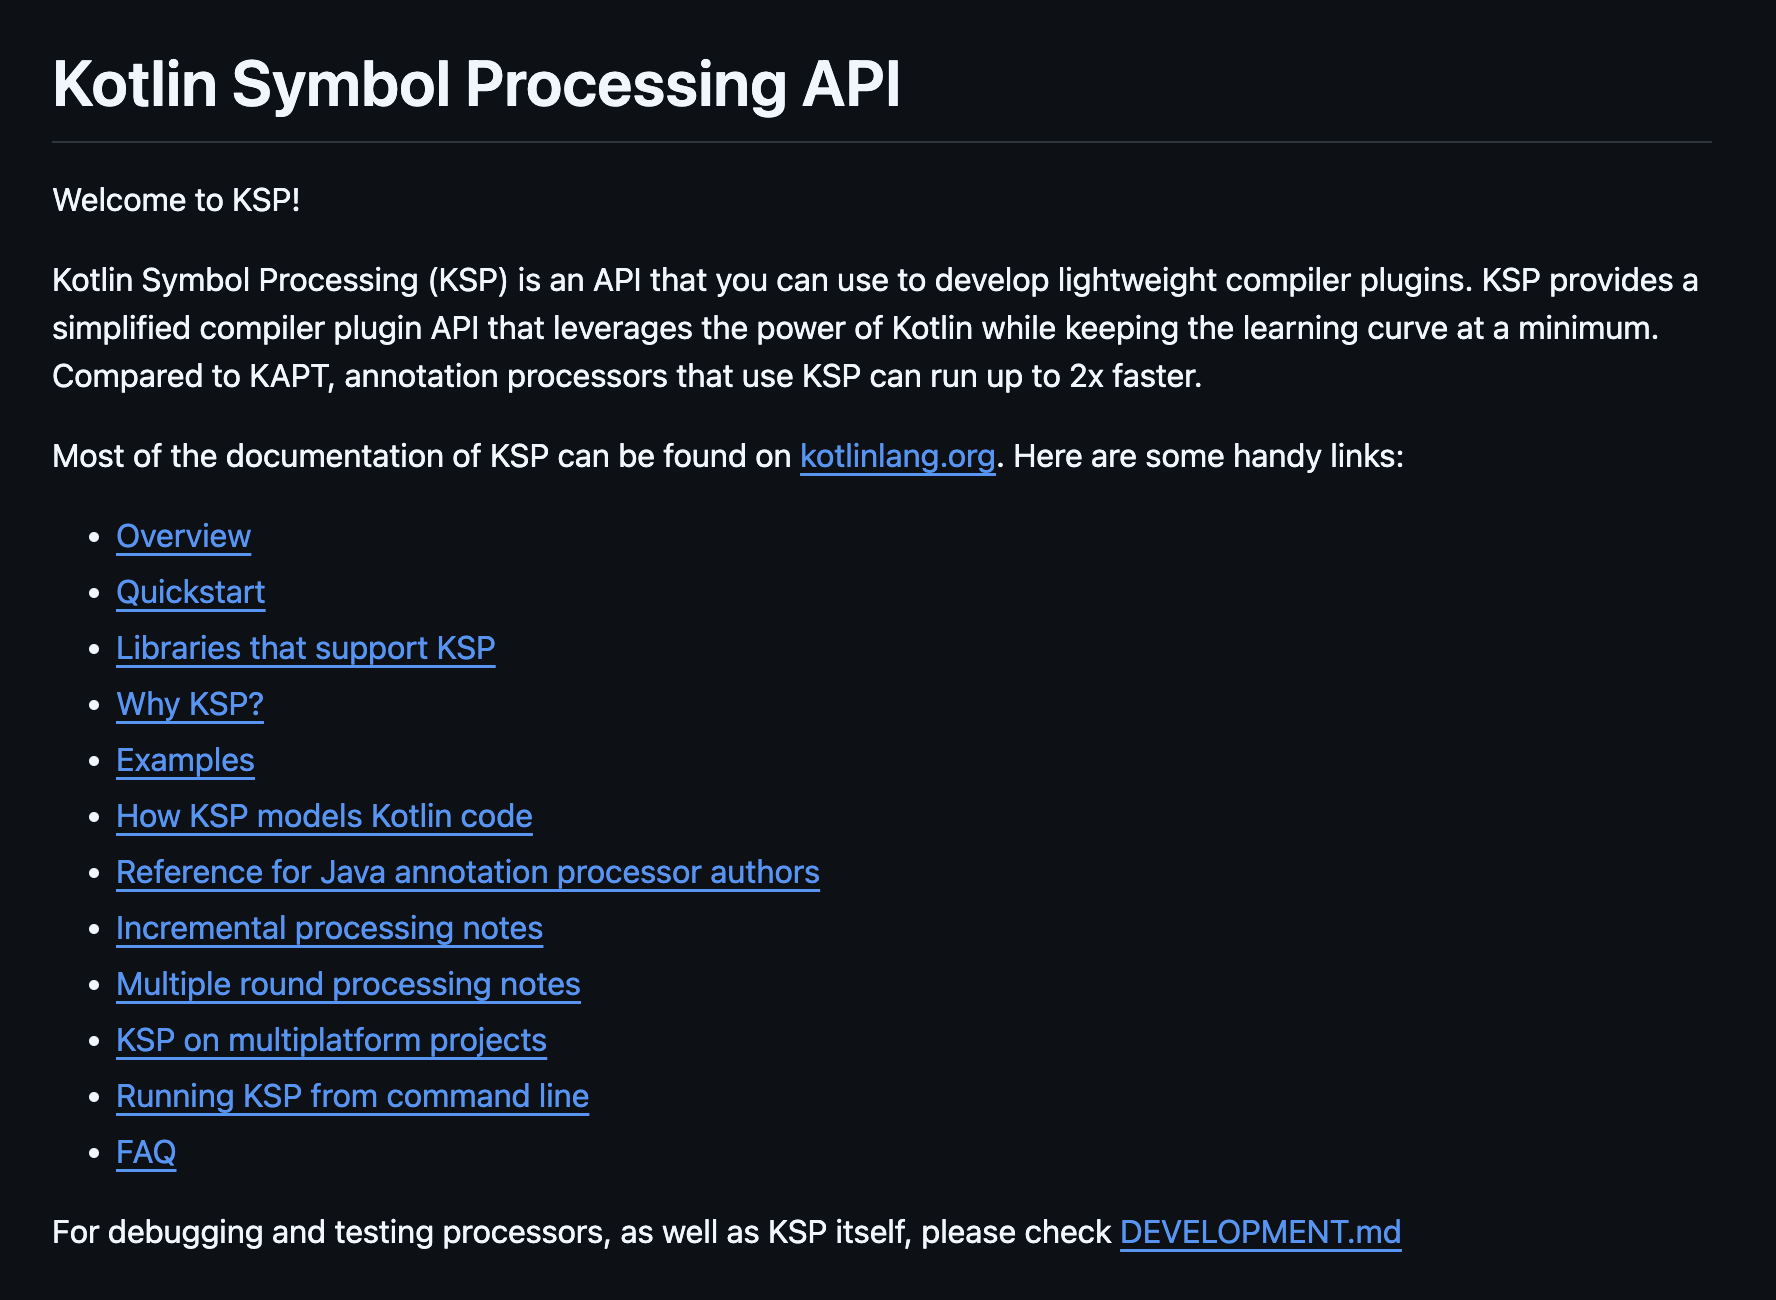 Kotlin Symbol Processing API
Welcome to KSP!
Kotlin Symbol Processing (KSP) is an API that you can use to develop lightweight compiler plugins. KSP provides a
simplified compiler plugin API that leverages the power of Kotlin while keeping the learning curve at a minimum.
Compared to KAPT, annotation processors that use KSP can run up to 2x faster.
Most of the documentation of KSP can be found on kotlinlang.org. Here are some handy links:
• Overview
• Quickstart
• Libraries that support KSP
• Why KSP?
• Examples
• How KSP models Kotlin code
• Reference for Java annotation processor authors
• Incremental processing notes
• Multiple round processing notes
• KSP on multiplatform projects
• Running KSP from command line
• FAQ
For debugging and testing processors, as well as KSP itself, please check DEVELOPMENT.md